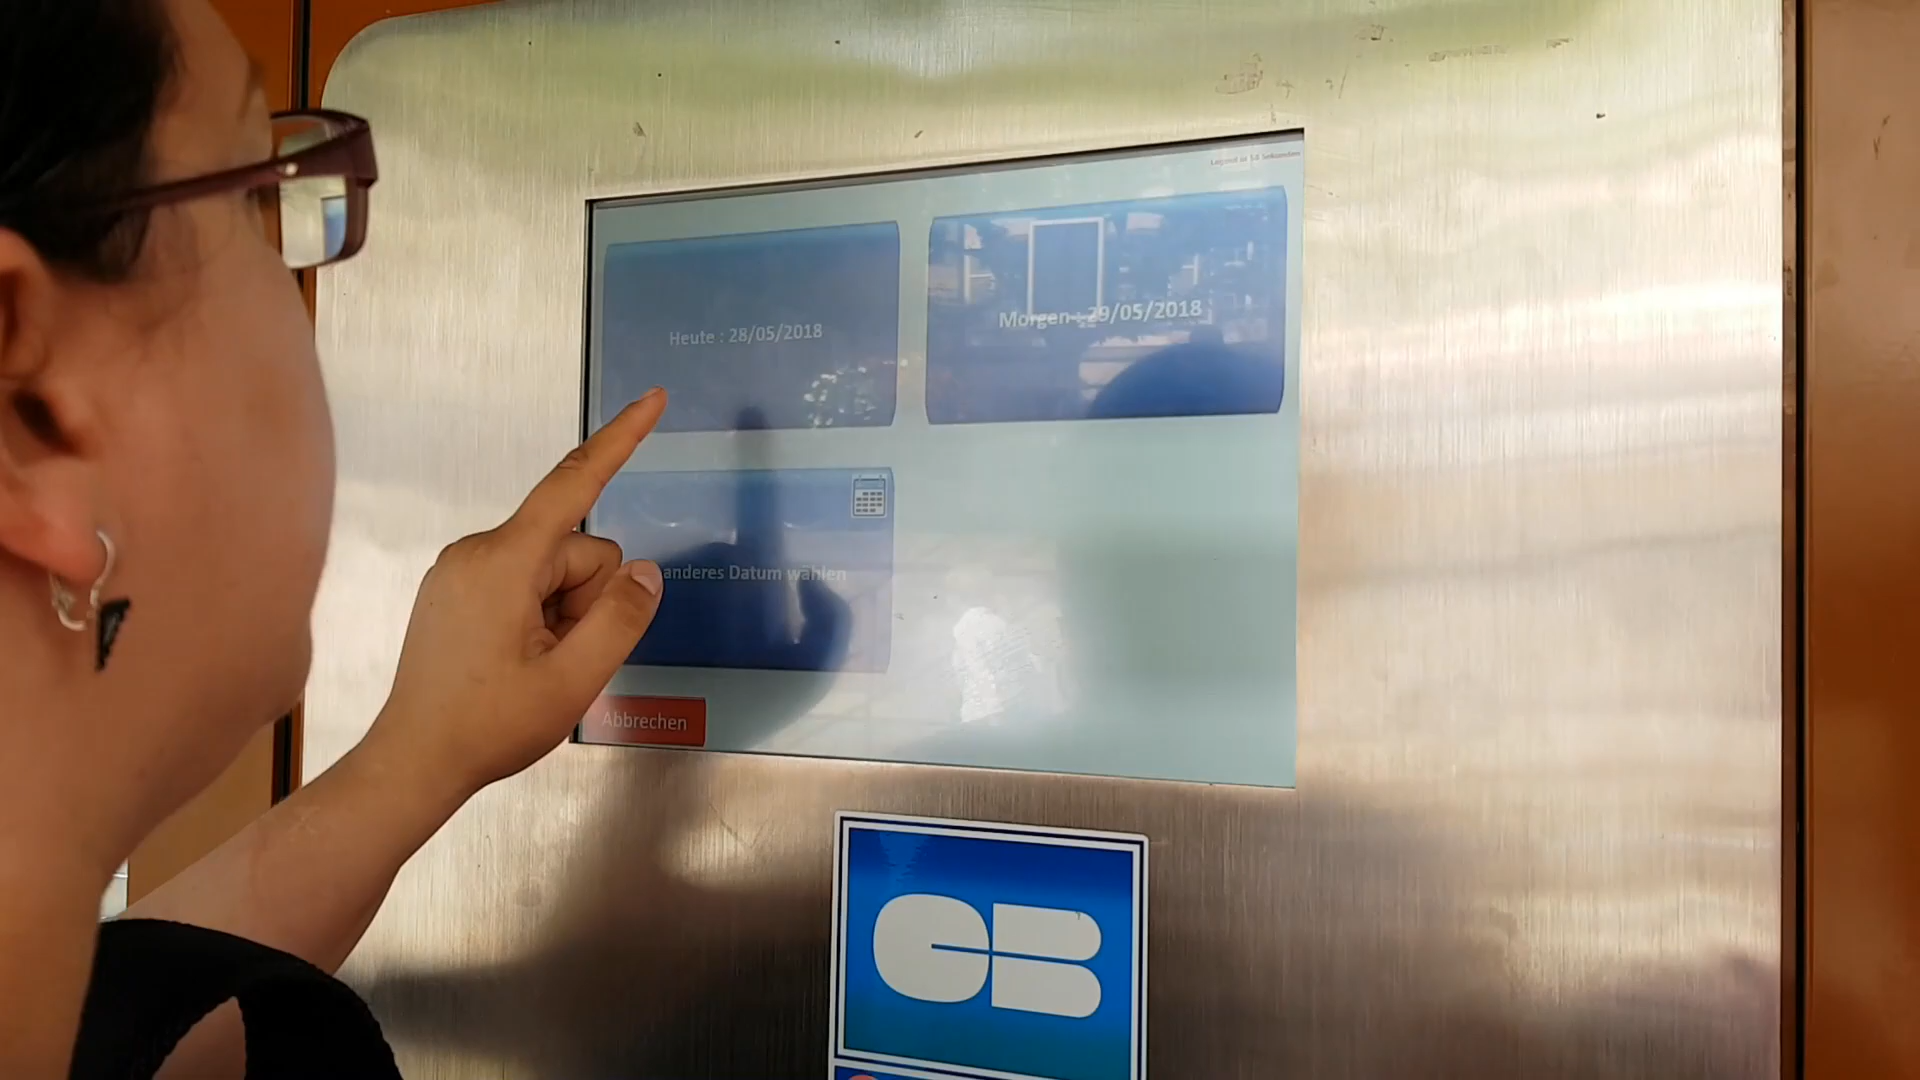 Heute : 28/05/2018
Morgen : 29/05/2018
anderes Datum wählen
Abbrechen
CB